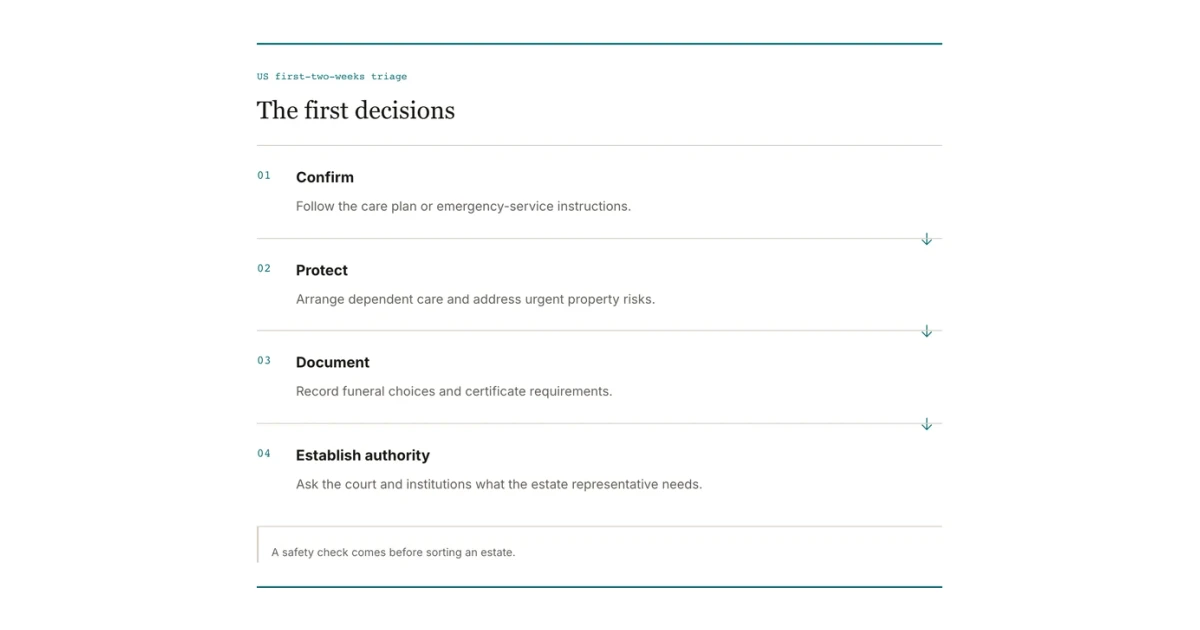 US first-two-weeks triage
The first decisions
01 Confirm
Follow the care plan or emergency-service instructions.
02 Protect
Arrange dependent care and address urgent property risks.
03 Document
Record funeral choices and certificate requirements.
04 Establish authority
Ask the court and institutions what the estate representative needs.
A safety check comes before sorting an estate.